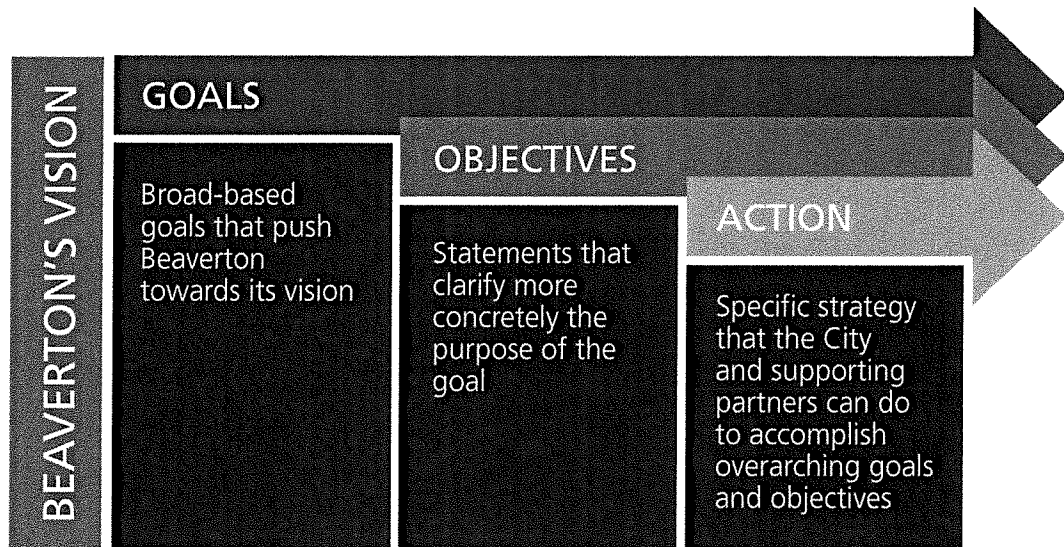 BEAVERTON'S VISION
GOALS
Broad-based
goals that push
Beaverton
towards its vision
OBJECTIVES
Statements that
clarify more
concretely the
purpose of the
goal
ACTION
Specific strategy
that the City
and supporting
partners can do
to accomplish
overarching goals
and objectives